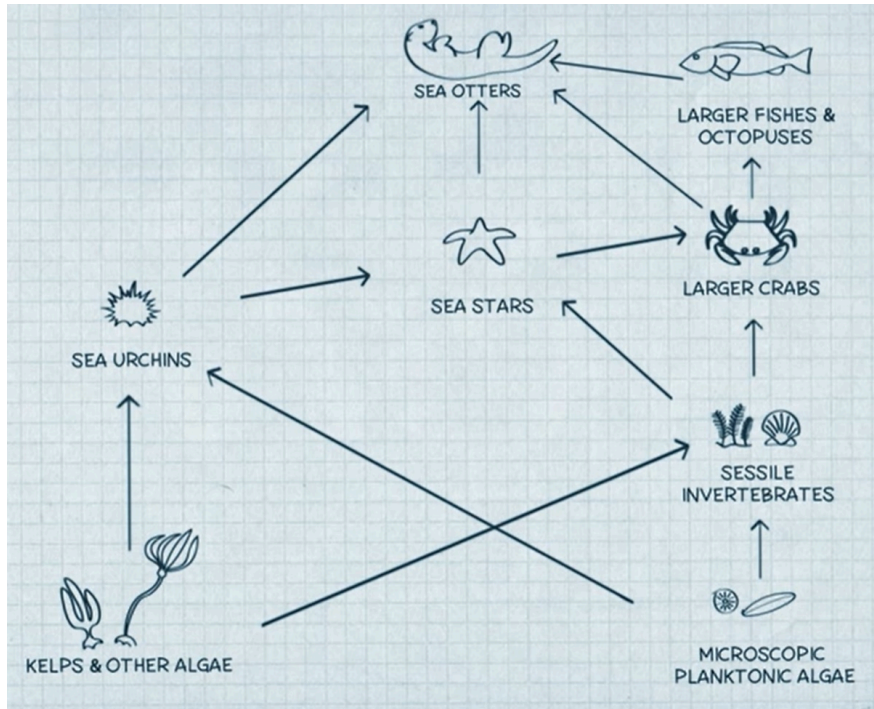 SEA OTTERS
LARGER FISHES &
OCTOPUSES
SEA STARS
LARGER CRABS
SEA URCHINS
SESSILE
INVERTEBRATES
KELPS & OTHER ALGAE
MICROSCOPIC
PLANKTONIC ALGAE